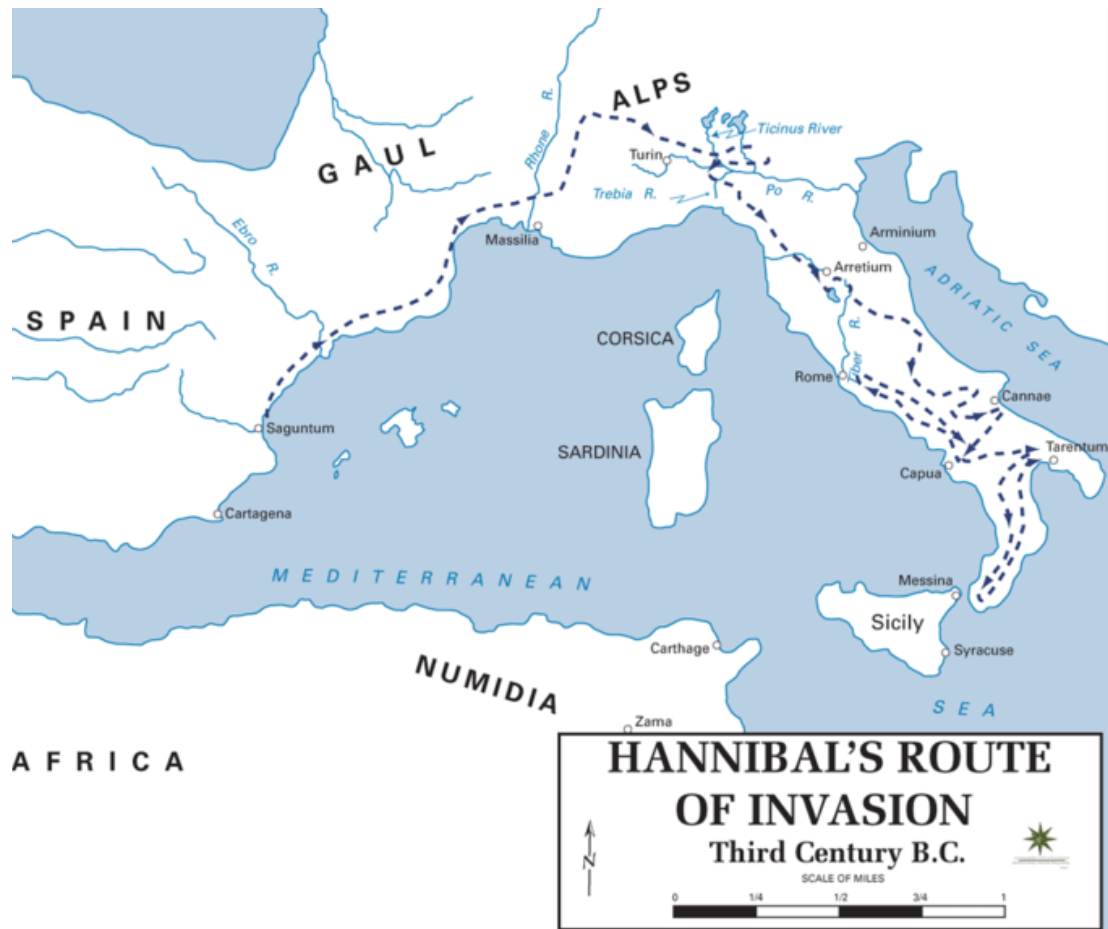 ALPS
Rhone R.
Ticinus River
GAUL
Turin
Trebia R.
Po R.
Ebro R.
Massilia
Arminium
Arretium
ADRIATIC SEA
SPAIN
CORSICA
Tiber R.
Rome
Cannae
Saguntum
SARDINIA
Tarentum
Capua
Cartagena
MEDITERRANEAN
Messina
Sicily
Carthage
Syracuse
NUMIDIA
SEA
Zama
AFRICA
HANNIBAL'S ROUTE
OF INVASION
Third Century B.C.
SCALE OF MILES
0 1/4 1/2 3/4 1
N